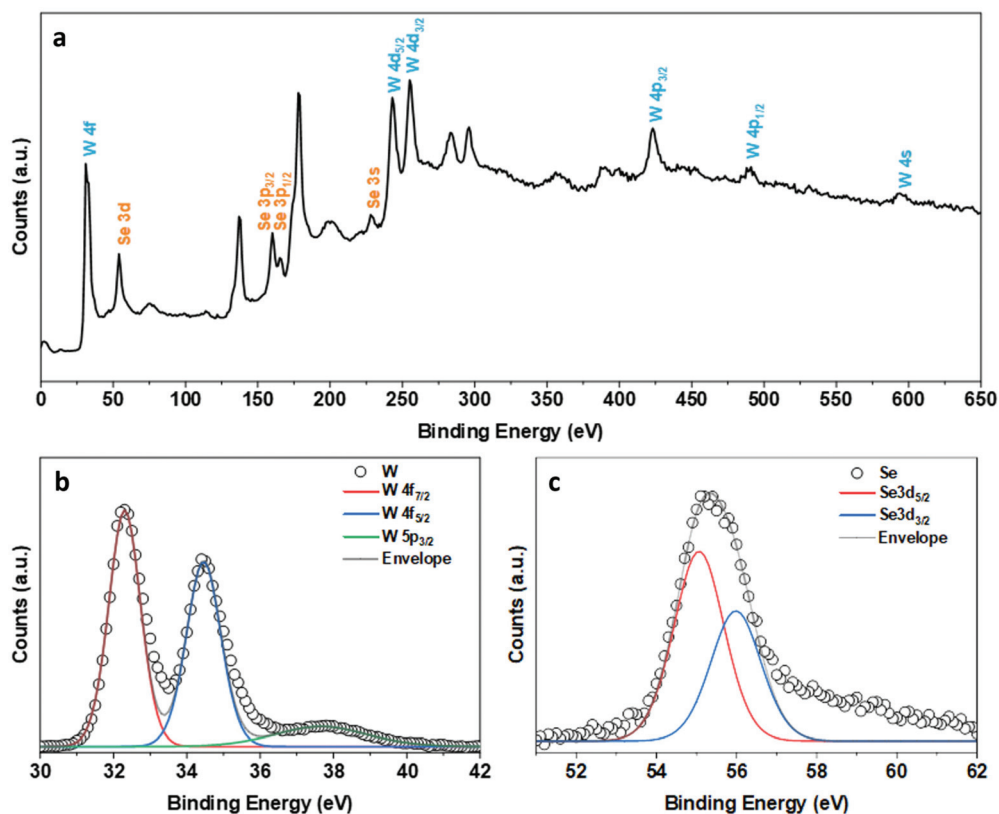 a
Counts (a.u.)
W 4f
Se 3d
Se 3p3/2
Se 3p1/2
Se 3s
W 4d5/2
W 4d3/2
W 4p3/2
W 4p1/2
W 4s
0 50 100 150 200 250 300 350 400 450 500 550 600 650
Binding Energy (eV)
b
Counts (a.u.)
W
W 4f7/2
W 4f5/2
W 5p3/2
Envelope
30 32 34 36 38 40 42
Binding Energy (eV)
c
Counts (a.u.)
Se
Se3d5/2
Se3d3/2
Envelope
52 54 56 58 60 62
Binding Energy (eV)